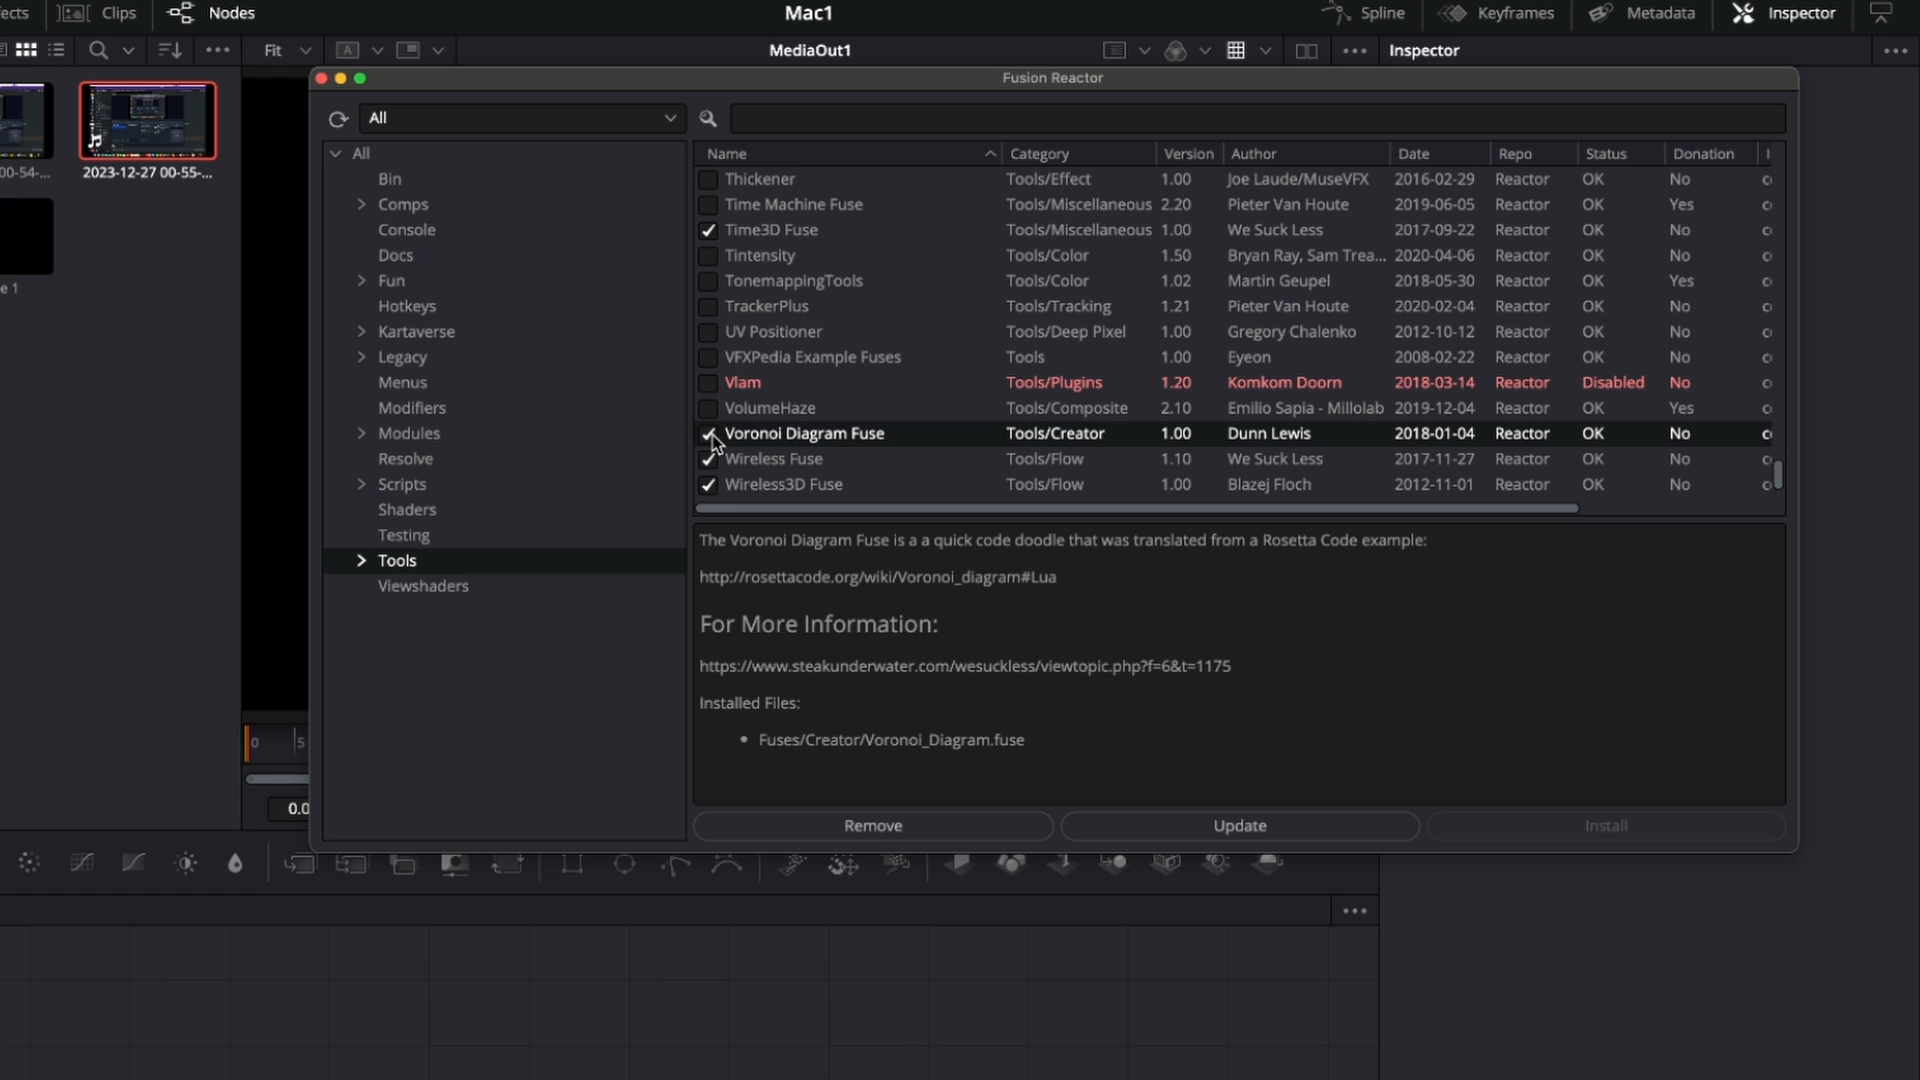 ects
Clips
Nodes
Mac1
Spline
Keyframes
Metadata
Inspector
Fit
A
MediaOut1
Inspector
00-54-...
2023-12-27 00-55-...
e 1
0
5
0.0
Fusion Reactor
All
All
Bin
Comps
Console
Docs
Fun
Hotkeys
Kartaverse
Legacy
Menus
Modifiers
Modules
Resolve
Scripts
Shaders
Testing
Tools
Viewshaders
Name Category Version Author Date Repo Status Donation
Thickener Tools/Effect 1.00 Joe Laude/MuseVFX 2016-02-29 Reactor OK No c
Time Machine Fuse Tools/Miscellaneous 2.20 Pieter Van Houte 2019-06-05 Reactor OK Yes c
Time3D Fuse Tools/Miscellaneous 1.00 We Suck Less 2017-09-22 Reactor OK No c
Tintensity Tools/Color 1.50 Bryan Ray, Sam Trea... 2020-04-06 Reactor OK No c
TonemappingTools Tools/Color 1.02 Martin Geupel 2018-05-30 Reactor OK Yes c
TrackerPlus Tools/Tracking 1.21 Pieter Van Houte 2020-02-04 Reactor OK No c
UV Positioner Tools/Deep Pixel 1.00 Gregory Chalenko 2012-10-12 Reactor OK No c
VFXPedia Example Fuses Tools 1.00 Eyeon 2008-02-22 Reactor OK No c
Vlam Tools/Plugins 1.20 Komkom Doorn 2018-03-14 Reactor Disabled No c
VolumeHaze Tools/Composite 2.10 Emilio Sapia - Millolab 2019-12-04 Reactor OK Yes c
Voronoi Diagram Fuse Tools/Creator 1.00 Dunn Lewis 2018-01-04 Reactor OK No c
Wireless Fuse Tools/Flow 1.10 We Suck Less 2017-11-27 Reactor OK No c
Wireless3D Fuse Tools/Flow 1.00 Blazej Floch 2012-11-01 Reactor OK No c
The Voronoi Diagram Fuse is a a quick code doodle that was translated from a Rosetta Code example:
http://rosettacode.org/wiki/Voronoi_diagram#Lua
For More Information:
https://www.steakunderwater.com/wesuckless/viewtopic.php?f=6&t=1175
Installed Files:
• Fuses/Creator/Voronoi_Diagram.fuse
Remove
Update
Install